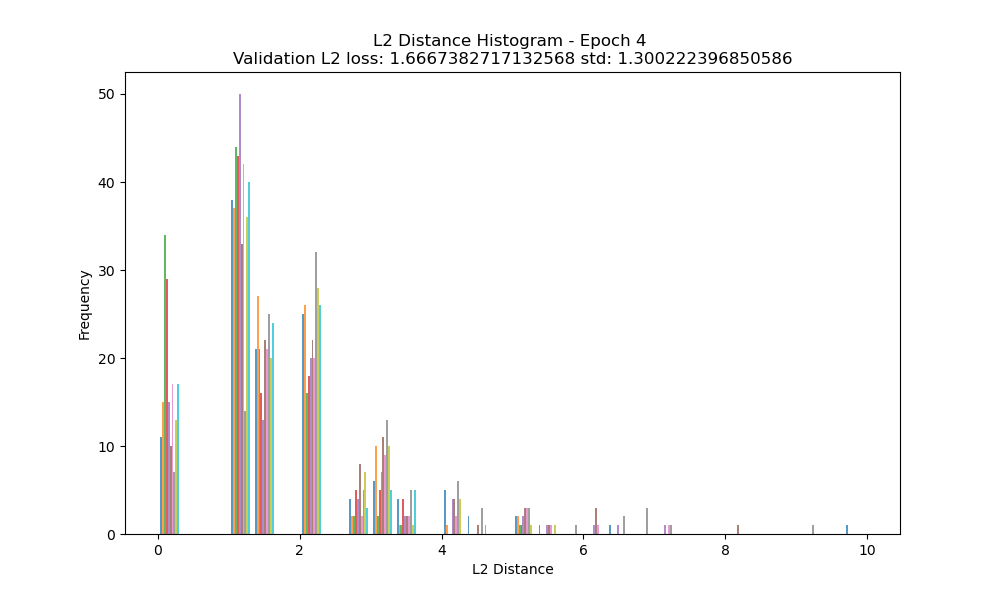 L2 Distance Histogram - Epoch 4
Validation L2 loss: 1.6667382717132568 std: 1.300222396850586
50
40
30
20
10
0
Frequency
0 2 4 6 8 10
L2 Distance